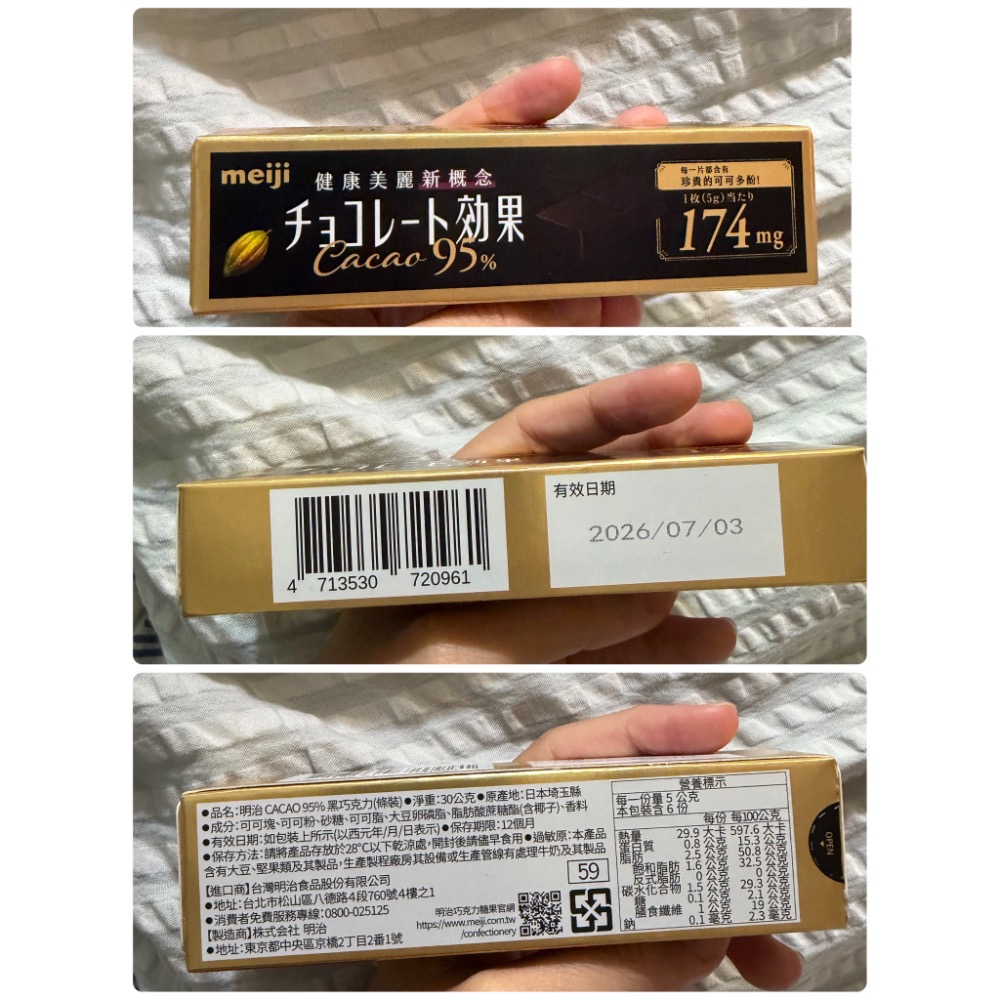 meiji
健康美麗新概念
チョコレート効果
Cacao 95%
每一片都含有
珍貴的可可多酚!
1枚(5g)当たり
174mg
4 713530 720961
有效日期
2026/07/03
●品名:明治 CACAO 95% 黑巧克力(條裝) ●淨重:30公克 ●原產地:日本埼玉縣
●成分:可可塊、可可粉、砂糖、可可脂、大豆卵磷脂、脂肪酸蔗糖酯(含椰子)、香料
●有效日期:如包裝上所示(以西元年/月/日表示) ●保存期限:12個月
●保存方法:請將產品存放於28°C以下乾涼處,開封後請儘早食用 ●過敏原:本產品
含有大豆、堅果類及其製品,生產製程廠房其設備或生產管線有處理牛奶及其製品
【進口商】台灣明治食品股份有限公司
●地址:台北市松山區八德路4段760號4樓之1
●消費者免費服務專線:0800-025125
【製造商】株式会社 明治
●地址:東京都中央區京橋2丁目2番1號
59
明治巧克力糖果官網
https://www.meiji.com.tw
/confectionery
營養標示
每一份量 5 公克
本包裝含 6 份
每份 每100公克
熱量 29.9 大卡 597.6 大卡
蛋白質 0.8 公克 15.3 公克
脂肪 2.5 公克 50.8 公克
飽和脂肪 1.6 公克 32.5 公克
反式脂肪 0 公克 0 公克
碳水化合物 1.5 公克 29.3 公克
糖 0.1 公克 2.1 公克
膳食纖維 1 公克 19 公克
鈉 0.1 毫克 2.3 毫克
OPEN